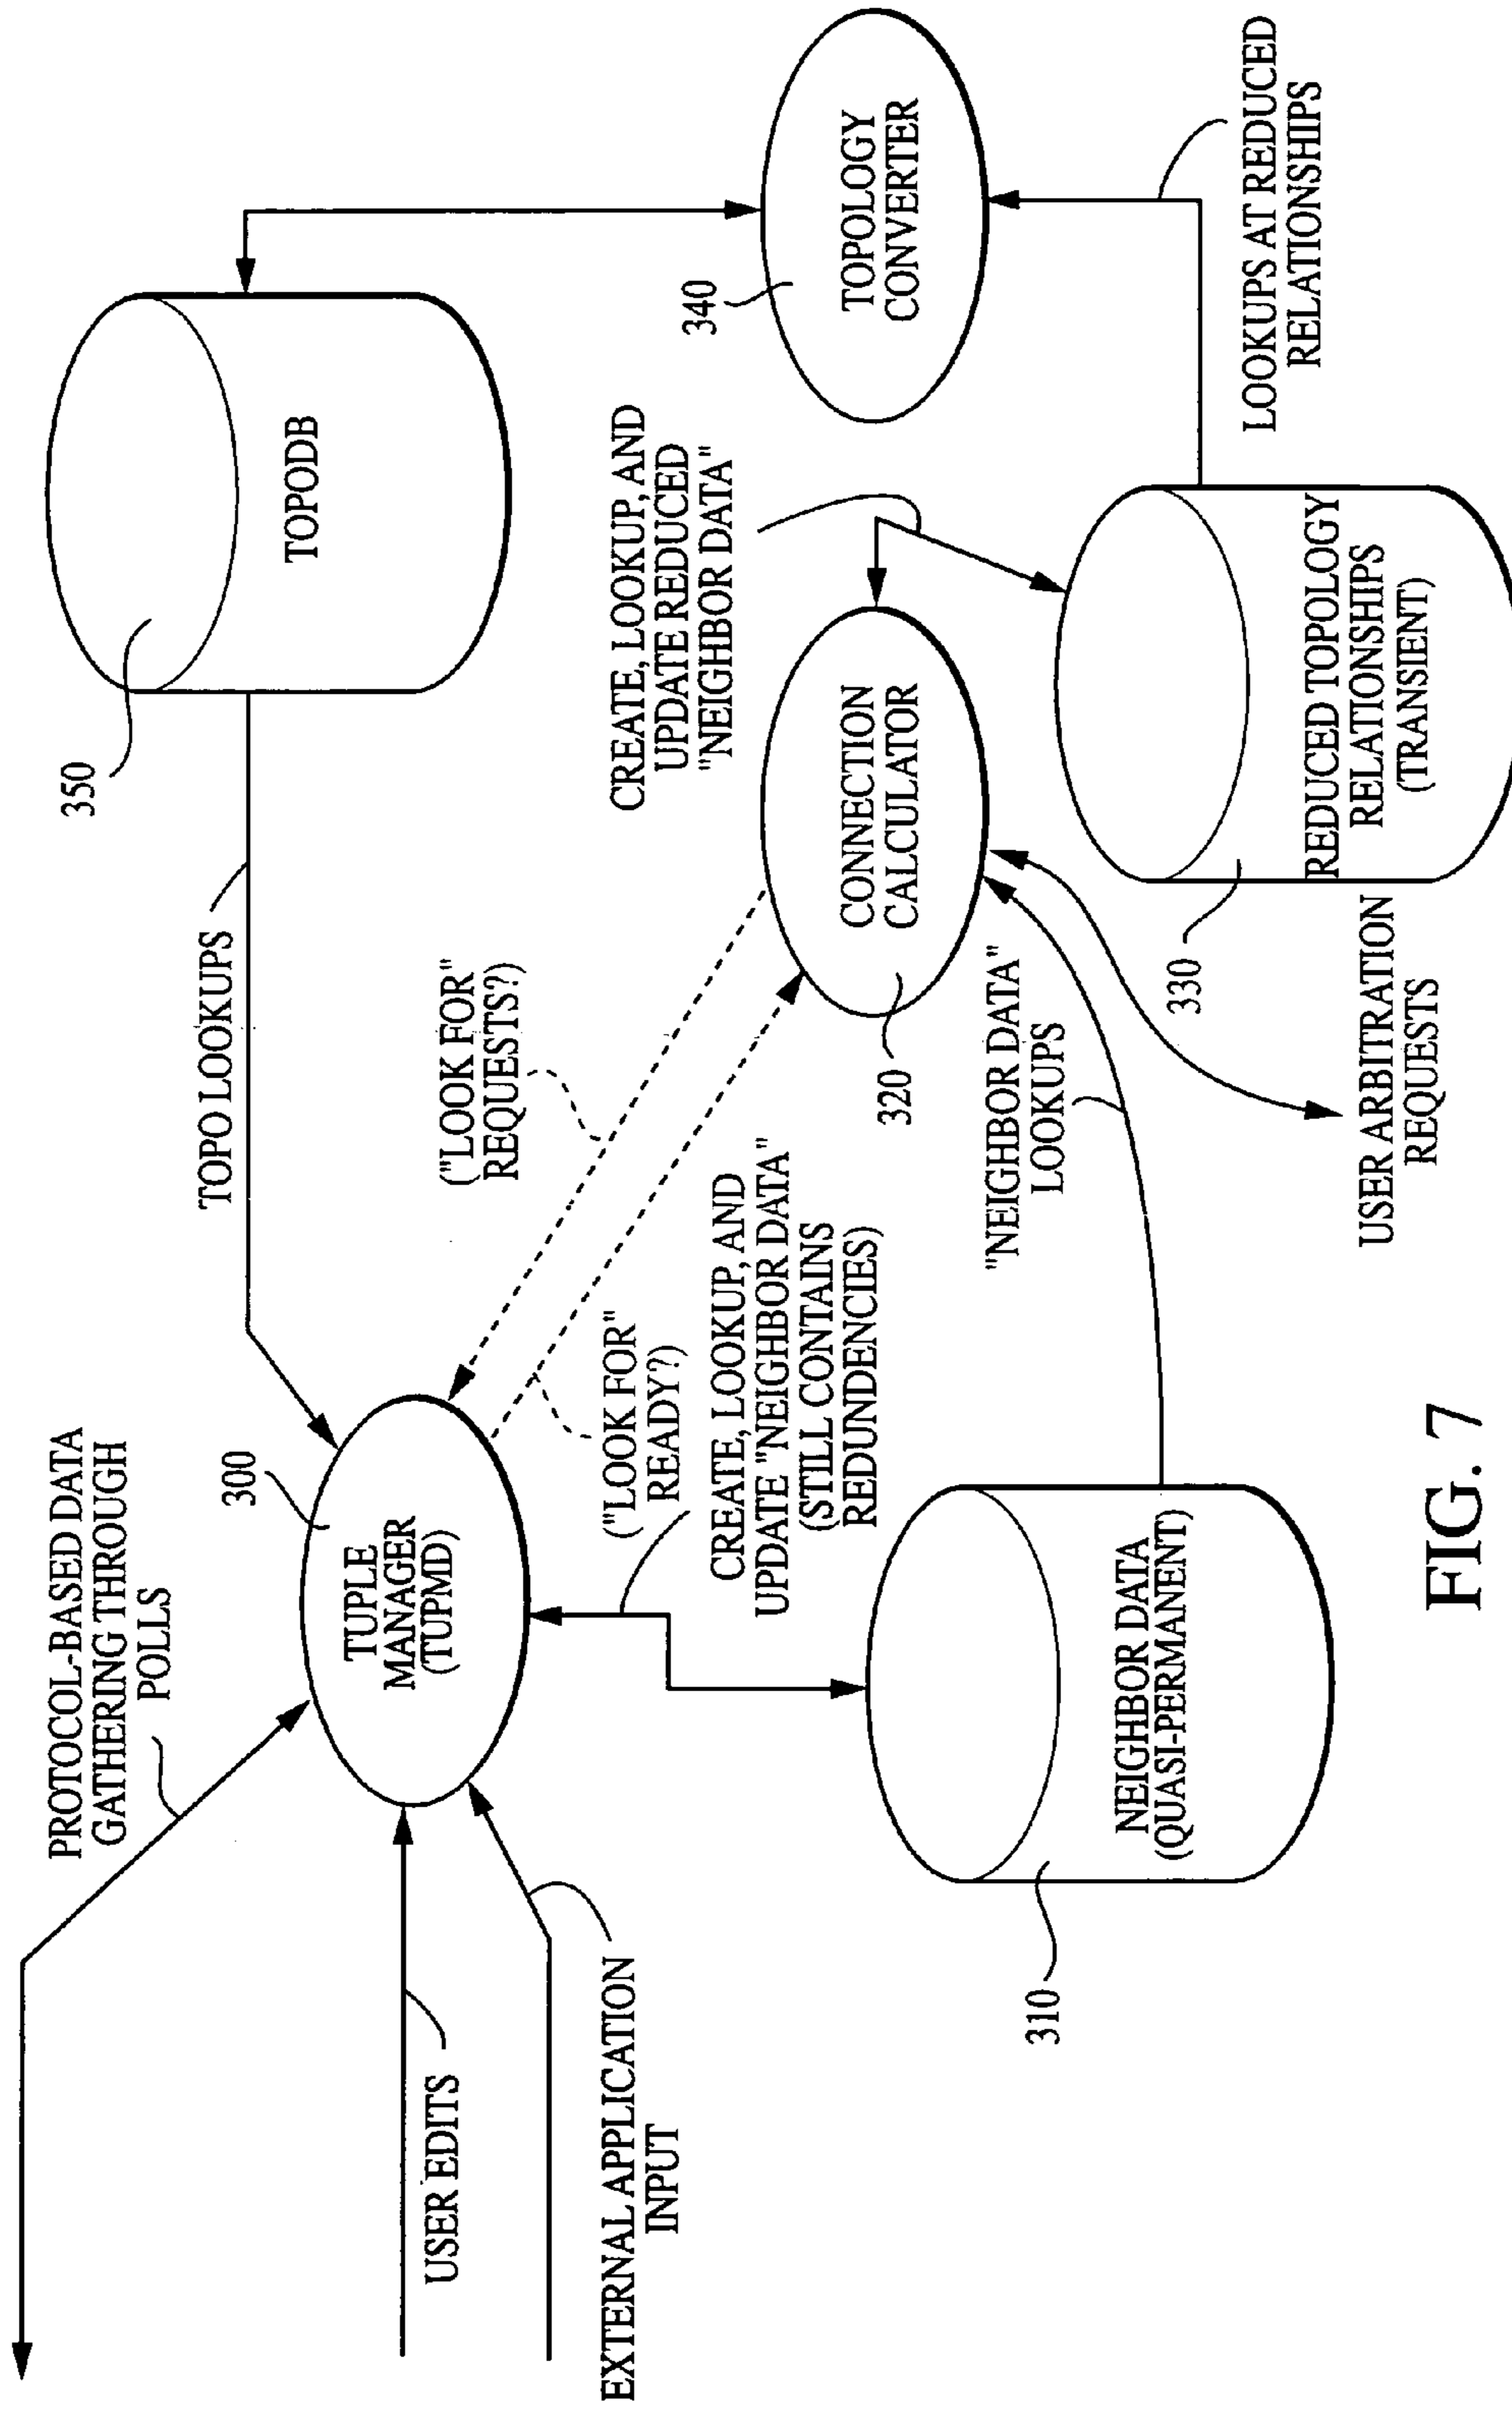 PROTOCOL-BASED DATA
GATHERING THROUGH
POLLS
300
TUPLE
MANAGER
(TUPMD)
USER EDITS
EXTERNAL APPLICATION
INPUT
TOPO LOOKUPS
350
TOPODB
("LOOK FOR"
REQUESTS?)
("LOOK FOR"
READY?)
CREATE, LOOKUP, AND
UPDATE "NEIGHBOR DATA"
(STILL CONTAINS
REDUNDENCIES)
CREATE, LOOKUP, AND
UPDATE REDUCED
"NEIGHBOR DATA"
340
TOPOLOGY
CONVERTER
CONNECTION
CALCULATOR
320
"NEIGHBOR DATA"
LOOKUPS
310
NEIGHBOR DATA
(QUASI-PERMANENT)
330
REDUCED TOPOLOGY
RELATIONSHIPS
(TRANSIENT)
LOOKUPS AT REDUCED
RELATIONSHIPS
USER ARBITRATION
REQUESTS
FIG. 7